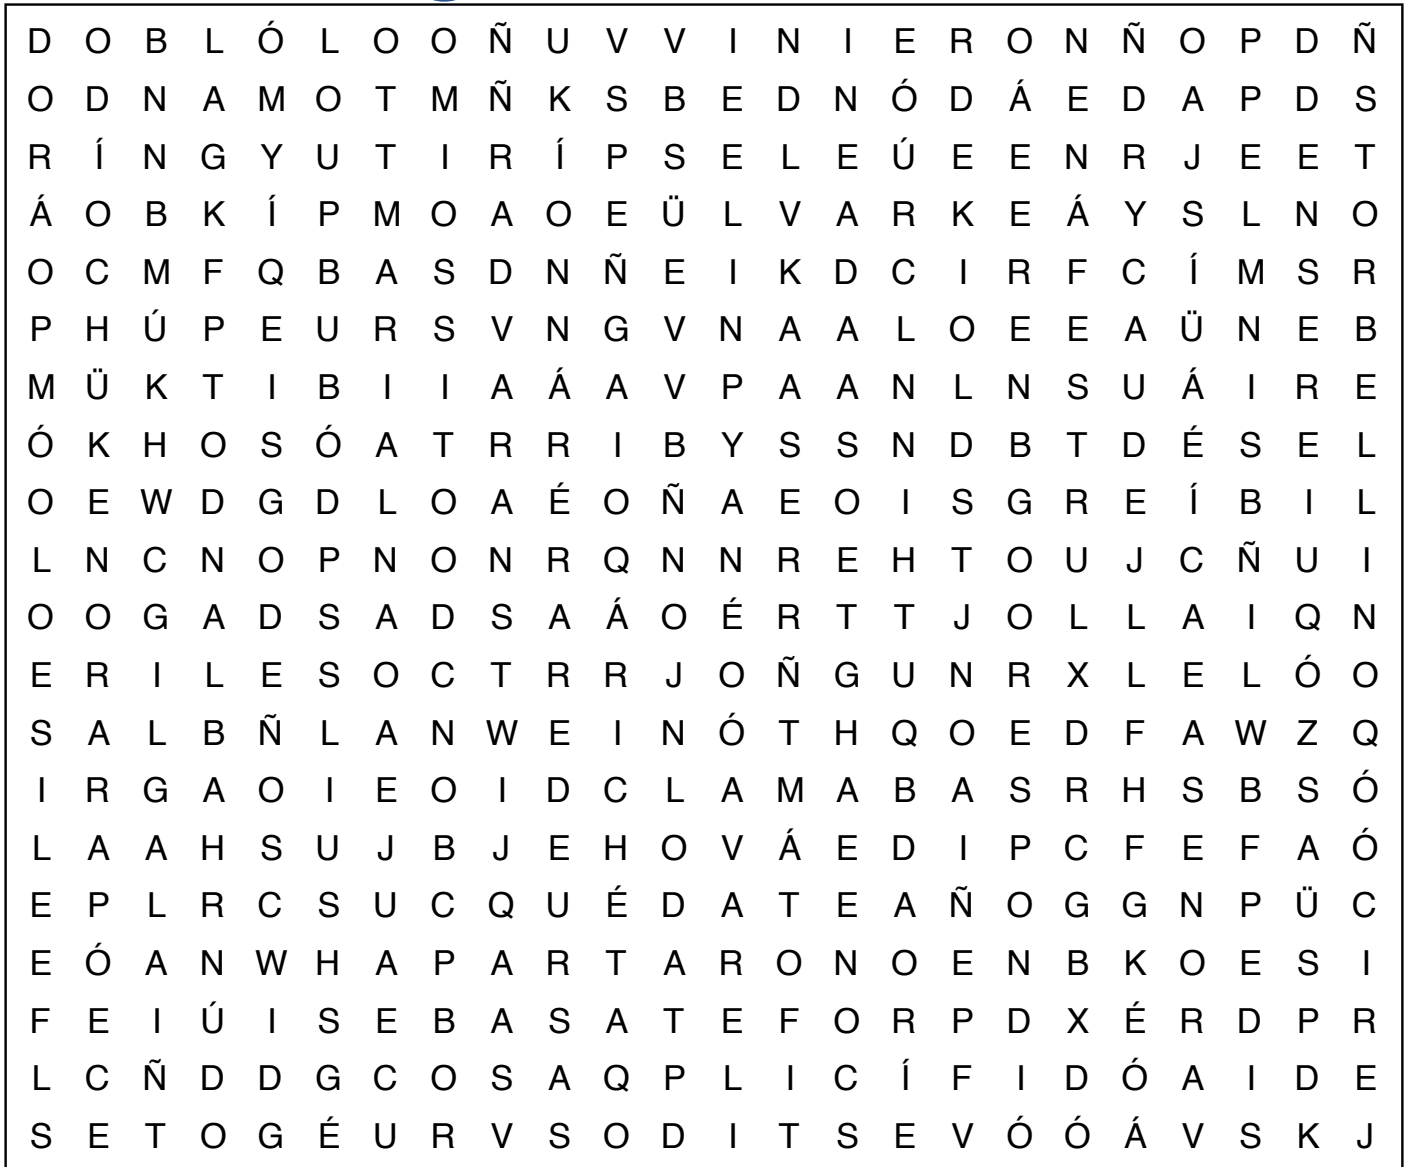 D O B L Ó L O O Ñ U V V I N I E R O N Ñ O P D Ñ
O D N A M O T M Ñ K S B E D N Ó D Á E D A P D S
R Í N G Y U T I R Í P S E L E Ú E E N R J E E T
Á O B K Í P M O A O E Ü L V A R K E Á Y S L N O
O C M F Q B A S D N Ñ E I K D C I R F C Í M S R
P H Ú P E U R S V N G V N A A L O E E A Ü N E B
M Ü K T I B I I A Á A V P A A N L N S U Á I R E
Ó K H O S Ó A T R R I B Y S S N D B T D É S E L
O E W D G D L O A É O Ñ A E O I S G R E Í B I L
L N C N O P N O N R Q N N R E H T O U J C Ñ U I
O O G A D S A D S A Á O É R T T J O L L A I Q N
E R I L E S O C T R R J O Ñ G U N R X L E L Ó O
S A L B Ñ L A N W E I N Ó T H Q O E D F A W Z Q
I R G A O I E O I D C L A M A B A S R H S B S Ó
L A A H S U J B J E H O V Á E D I P C F E F A Ó
E P L R C S U C Q U É D A T E A Ñ O G G N P Ü C
E Ó A N W H A P A R T A R O N O E N B K O E S I
F E I Ú I S E B A S A T E F O R P D X É R D P R
L C Ñ D D G C O S A Q P L I C Í F I D Ó A I D E
S E T O G É U R V S O D I T S E V Ó Ó Á V S K J